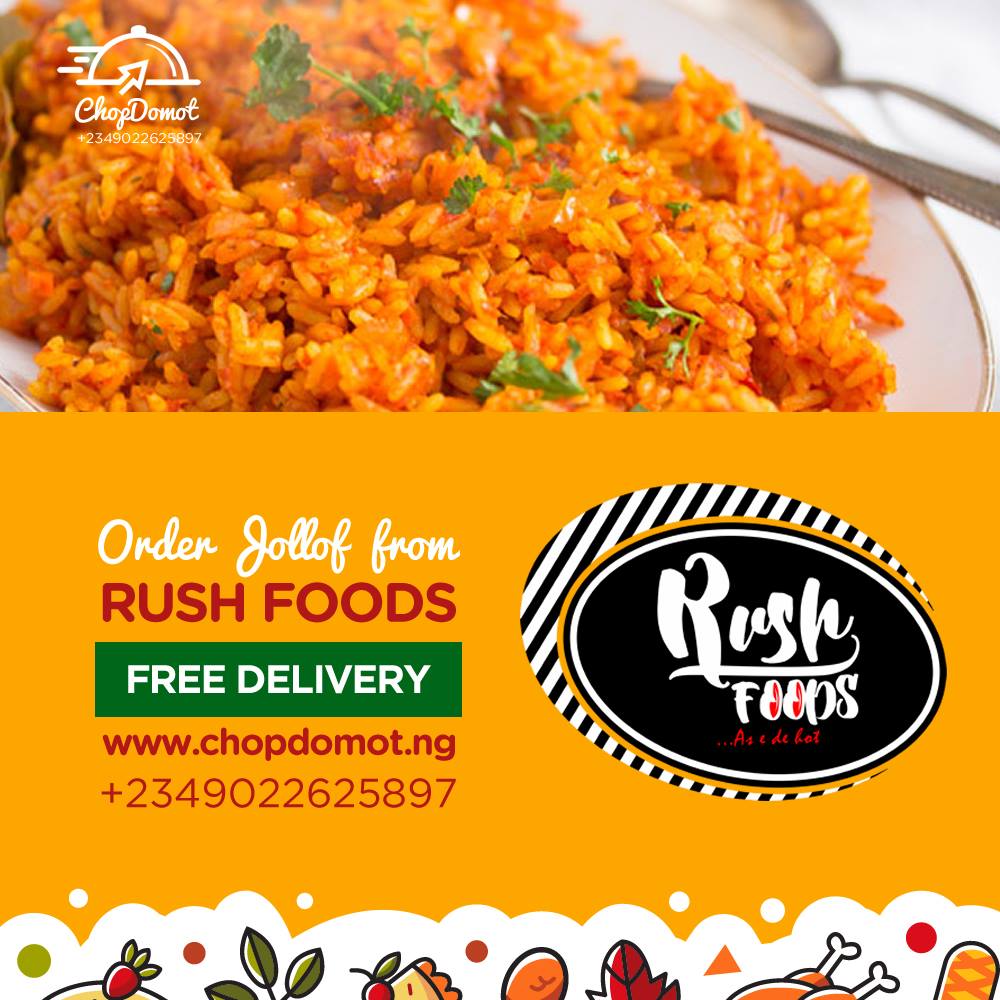 ChopDomot
+2349022625897
Order Jollof from
RUSH FOODS
FREE DELIVERY
www.chopdomot.ng
+2349022625897
Rush
FOODS
...As e de hot